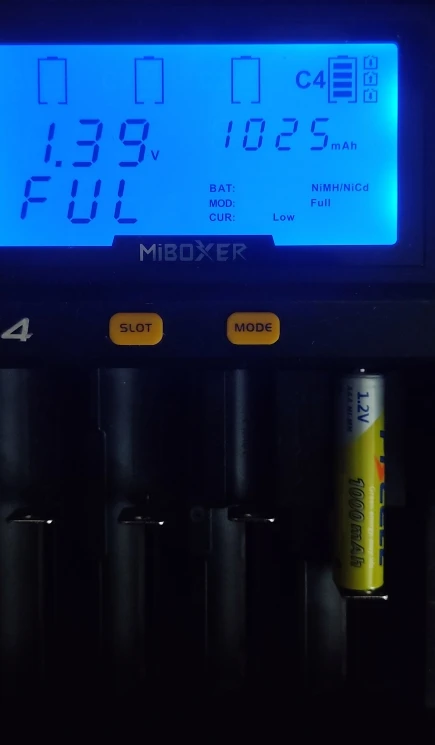 C4
1.39V
1025mAh
FUL
BAT: NiMH/NiCd
MOD: Full
CUR: Low
MiBOXER
4
SLOT
MODE
1.2V
1000mAh